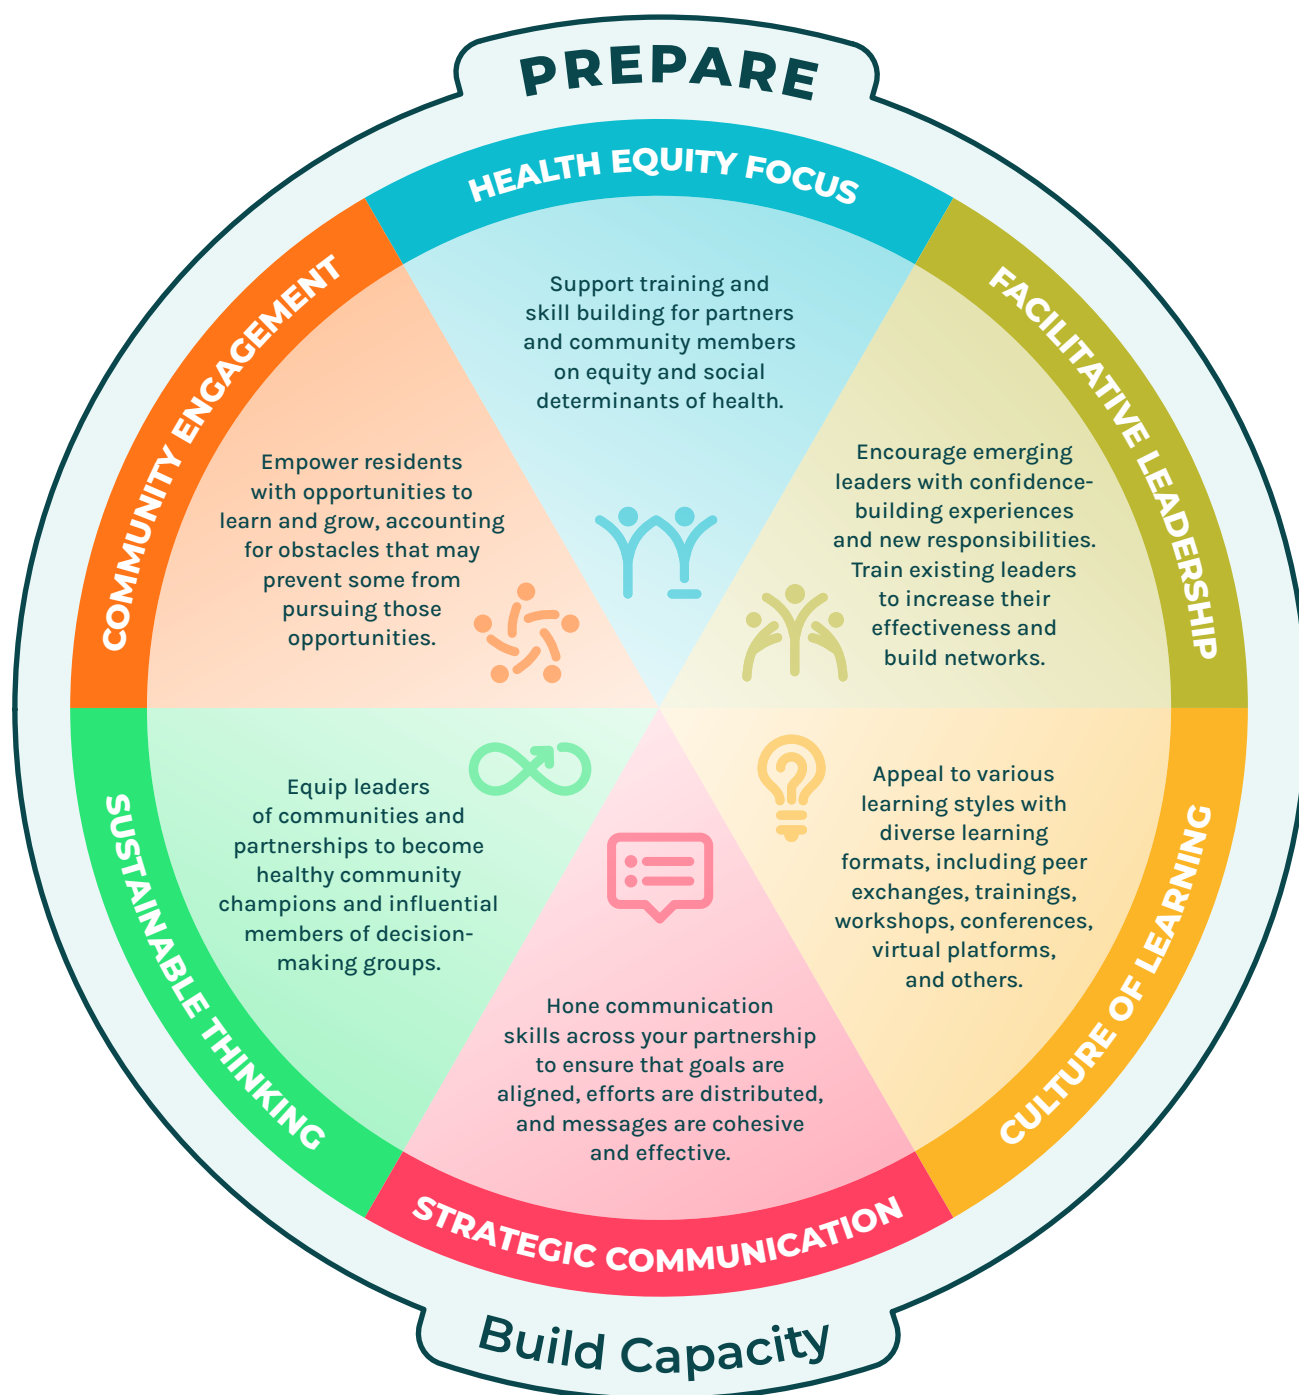 PREPARE
HEALTH EQUITY FOCUS
Support training and
skill building for partners
and community members
on equity and social
determinants of health.
FACILITATIVE LEADERSHIP
Encourage emerging
leaders with confidence-
building experiences
and new responsibilities.
Train existing leaders
to increase their
effectiveness and
build networks.
CULTURE OF LEARNING
Appeal to various
learning styles with
diverse learning
formats, including peer
exchanges, trainings,
workshops, conferences,
virtual platforms,
and others.
STRATEGIC COMMUNICATION
Hone communication
skills across your partnership
to ensure that goals are
aligned, efforts are distributed,
and messages are cohesive
and effective.
SUSTAINABLE THINKING
Equip leaders
of communities and
partnerships to become
healthy community
champions and influential
members of decision-
making groups.
COMMUNITY ENGAGEMENT
Empower residents
with opportunities to
learn and grow, accounting
for obstacles that may
prevent some from
pursuing those
opportunities.
Build Capacity